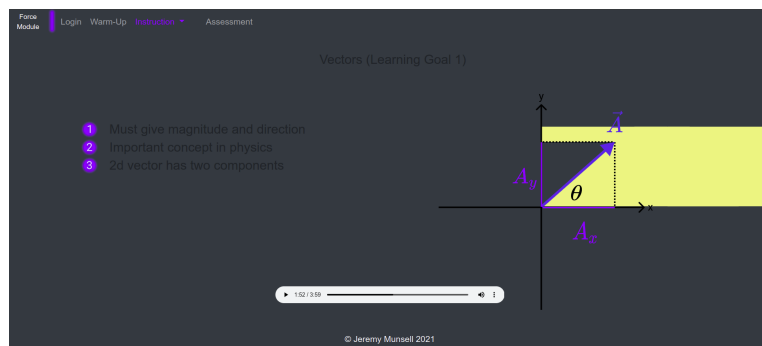 Force
Module
Login Warm-Up Instruction Assessment
Vectors (Learning Goal 1)
1 Must give magnitude and direction
2 Important concept in physics
3 2d vector has two components
y
A⃗
A_y
θ
x
A_x
1:52 / 3:59
© Jeremy Munsell 2021